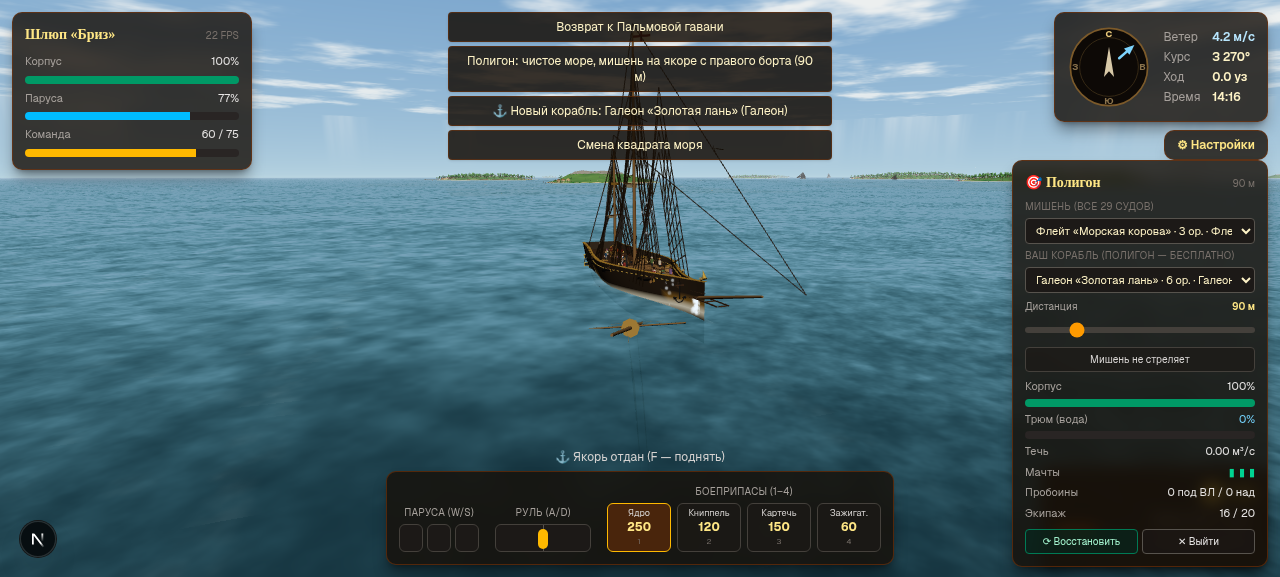 Шлюп «Бриз»
22 FPS
Корпус
100%
Паруса
77%
Команда
60 / 75
Возврат к Пальмовой гавани
Полигон: чистое море, мишень на якоре с правого борта (90
м)
⚓ Новый корабль: Галеон «Золотая лань» (Галеон)
Смена квадрата моря
С
В
Ю
З
Ветер
4.2 м/с
Курс
З 270°
Ход
0.0 уз
Время
14:16
⚙ Настройки
🎯 Полигон
90 м
МИШЕНЬ (ВСЕ 29 СУДОВ)
Флейт «Морская корова» · 3 ор. · Фле
ВАШ КОРАБЛЬ (ПОЛИГОН — БЕСПЛАТНО)
Галеон «Золотая лань» · 6 ор. · Галеон
Дистанция
90 м
Мишень не стреляет
Корпус
100%
Трюм (вода)
0%
Течь
0.00 м³/с
Мачты
Пробоины
0 под ВЛ / 0 над
Экипаж
16 / 20
⟳ Восстановить
✕ Выйти
⚓ Якорь отдан (F — поднять)
ПАРУСА (W/S)
РУЛЬ (A/D)
БОЕПРИПАСЫ (1–4)
Ядро
250
1
Книппель
120
2
Картечь
150
3
Зажигат.
60
4
N